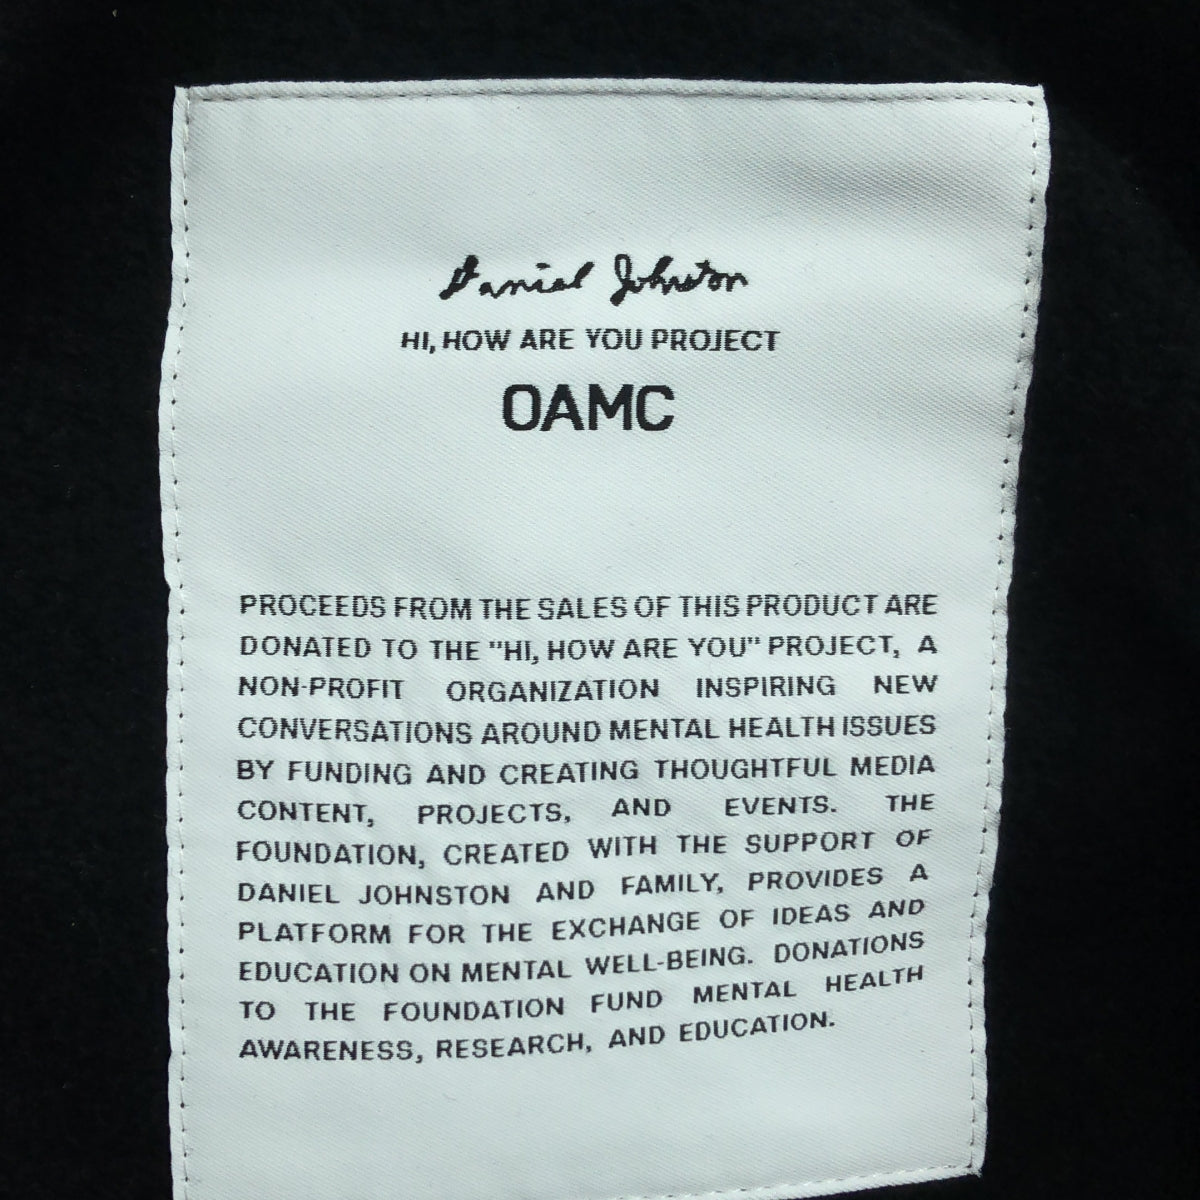 Daniel Johnston
HI, HOW ARE YOU PROJECT
OAMC
PROCEEDS FROM THE SALES OF THIS PRODUCT ARE
DONATED TO THE "HI, HOW ARE YOU" PROJECT, A
NON-PROFIT ORGANIZATION INSPIRING NEW
CONVERSATIONS AROUND MENTAL HEALTH ISSUES
BY FUNDING AND CREATING THOUGHTFUL MEDIA
CONTENT, PROJECTS, AND EVENTS. THE
FOUNDATION, CREATED WITH THE SUPPORT OF
DANIEL JOHNSTON AND FAMILY, PROVIDES A
PLATFORM FOR THE EXCHANGE OF IDEAS AND
EDUCATION ON MENTAL WELL-BEING. DONATIONS
TO THE FOUNDATION FUND MENTAL HEALTH
AWARENESS, RESEARCH, AND EDUCATION.